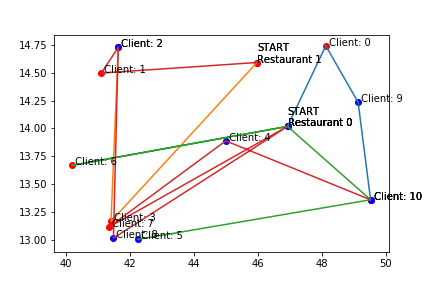 14.75
14.50
14.25
14.00
13.75
13.50
13.25
13.00
40
42
44
46
48
50
Client: 2
START
Restaurant 1
Client: 0
Client: 1
Client: 9
START
Restaurant 0
Client: 4
Client: 6
Client: 10
Client: 3
Client: 7
Client: 5